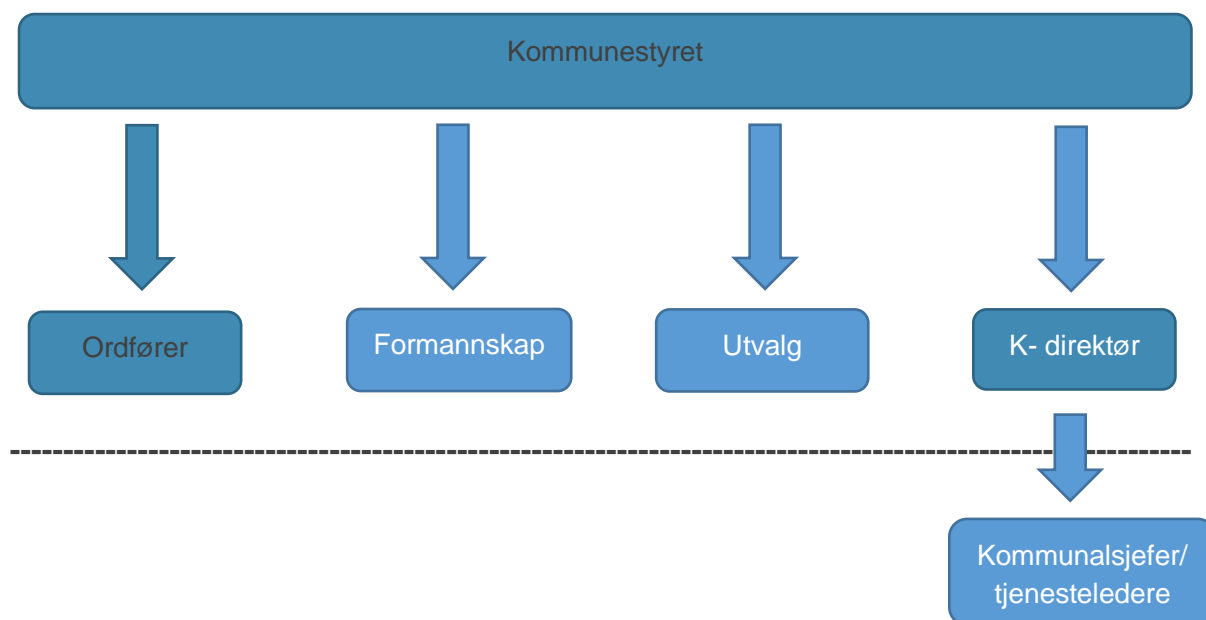 Kommunestyret
Ordfører
Formannskap
Utvalg
K- direktør
Kommunalsjefer/
tjenesteledere